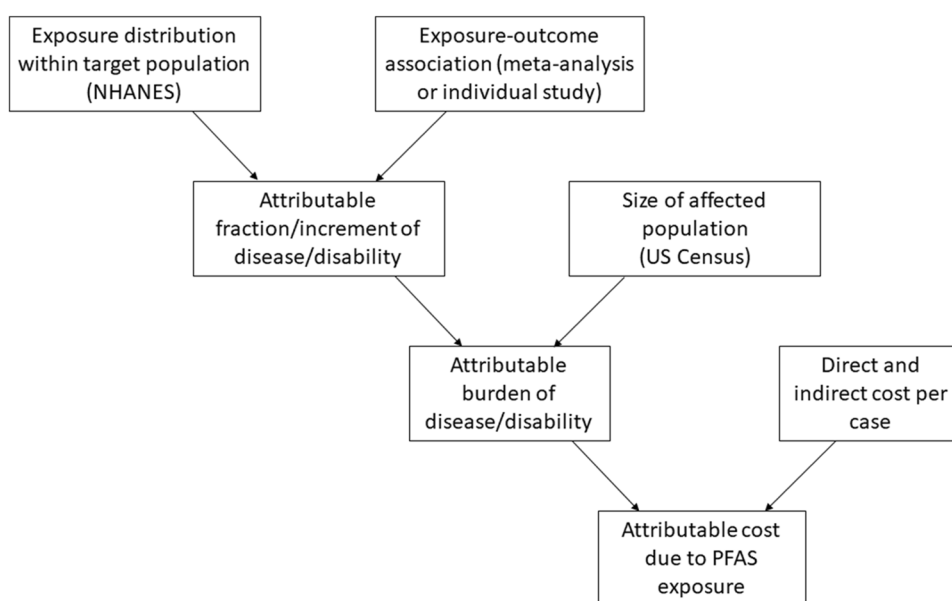 Exposure distribution
within target population
(NHANES)
Exposure-outcome
association (meta-analysis
or individual study)
Attributable
fraction/increment of
disease/disability
Size of affected
population
(US Census)
Attributable
burden of
disease/disability
Direct and
indirect cost per
case
Attributable cost
due to PFAS
exposure